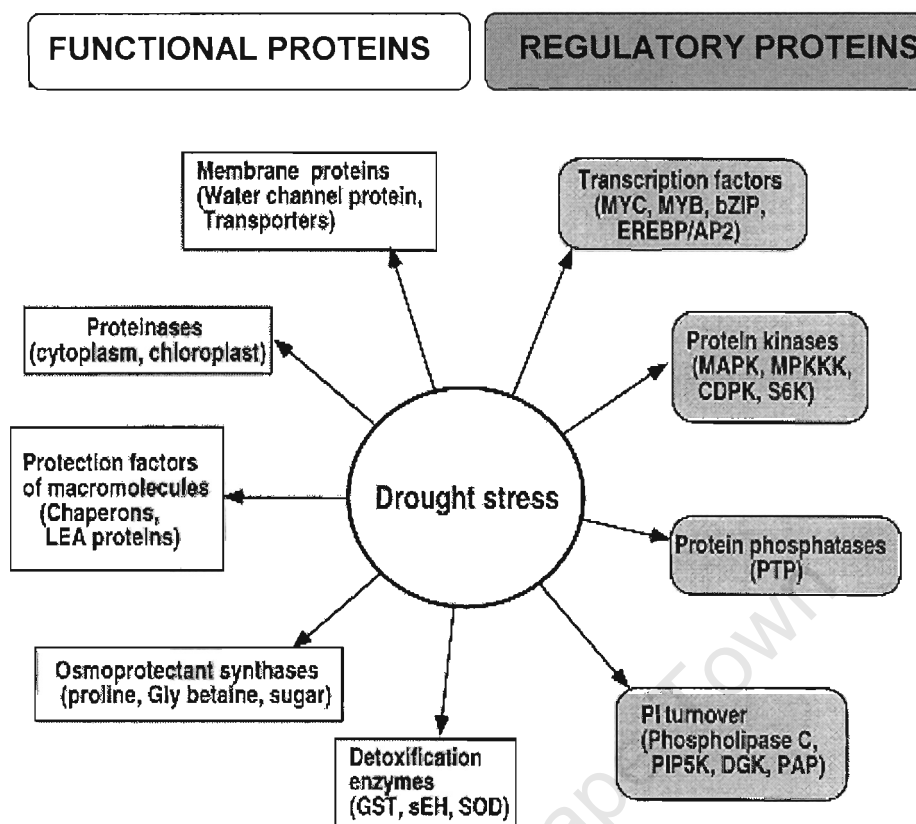 FUNCTIONAL PROTEINS
REGULATORY PROTEINS
Membrane proteins
(Water channel protein,
Transporters)
Transcription factors
(MYC, MYB, bZIP,
EREBP/AP2)
Proteinases
(cytoplasm, chloroplast)
Protein kinases
(MAPK, MPKKK,
CDPK, S6K)
Protection factors
of macromolecules
(Chaperons,
LEA proteins)
Drought stress
Protein phosphatases
(PTP)
Osmoprotectant synthases
(proline, Gly betaine, sugar)
PI turnover
(Phospholipase C,
PIP5K, DGK, PAP)
Detoxification
enzymes
(GST, sEH, SOD)
Town